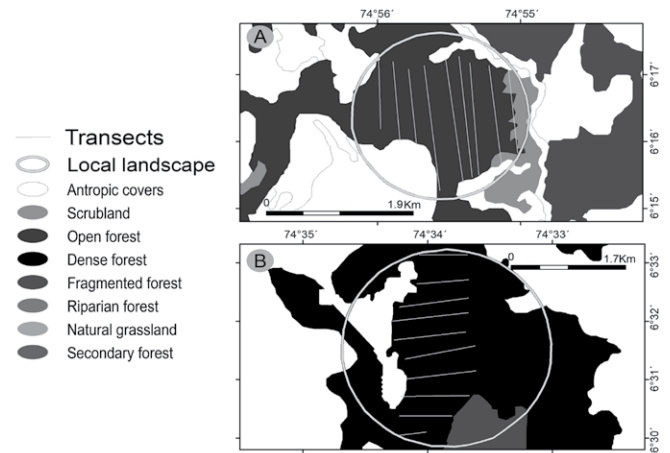 Transects
Local landscape
Antropic covers
Scrubland
Open forest
Dense forest
Fragmented forest
Riparian forest
Natural grassland
Secondary forest
A
74°56´ 74°55´
6°17´
6°16´
6°15´
0 1.9Km
74°35´ 74°34´ 74°33´
B
0 1.7Km
6°33´
6°32´
6°31´
6°30´